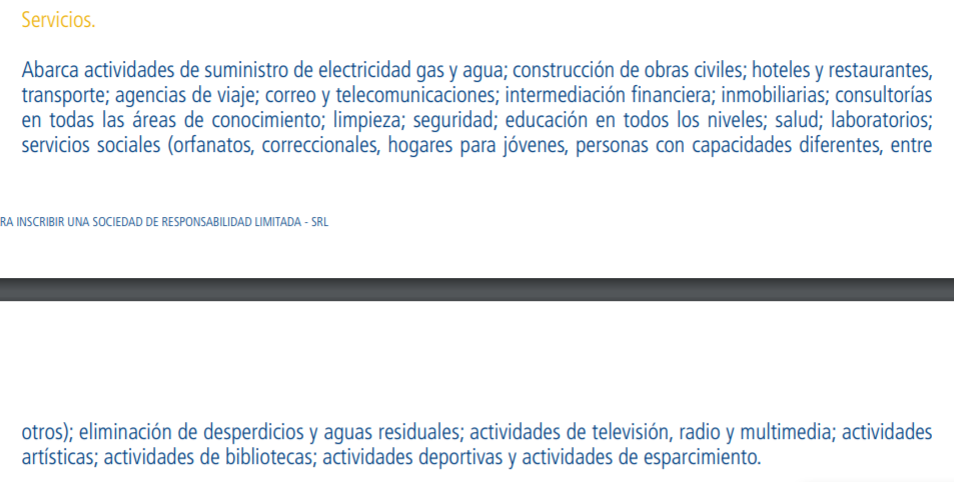 Servicios.
Abarca actividades de suministro de electricidad gas y agua; construcción de obras civiles; hoteles y restaurantes,
transporte; agencias de viaje; correo y telecomunicaciones; intermediación financiera; inmobiliarias; consultorías
en todas las áreas de conocimiento; limpieza; seguridad; educación en todos los niveles; salud; laboratorios;
servicios sociales (orfanatos, correccionales, hogares para jóvenes, personas con capacidades diferentes, entre
RA INSCRIBIR UNA SOCIEDAD DE RESPONSABILIDAD LIMITADA - SRL
otros); eliminación de desperdicios y aguas residuales; actividades de televisión, radio y multimedia; actividades
artísticas; actividades de bibliotecas; actividades deportivas y actividades de esparcimiento.